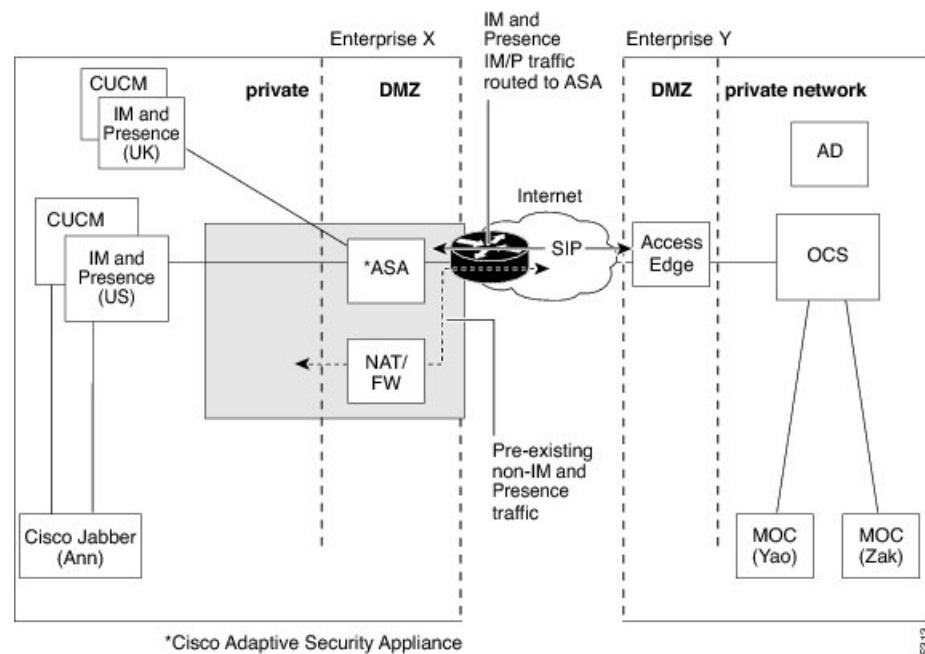 Enterprise X
IM and
Presence
IM/P traffic
routed to ASA
Enterprise Y
CUCM
IM and
Presence
(UK)
private
DMZ
DMZ
private network
AD
CUCM
IM and
Presence
(US)
*ASA
Internet
SIP
Access
Edge
OCS
NAT/
FW
Pre-existing
non-IM and
Presence
traffic
Cisco Jabber
(Ann)
MOC
(Yao)
MOC
(Zak)
*Cisco Adaptive Security Appliance